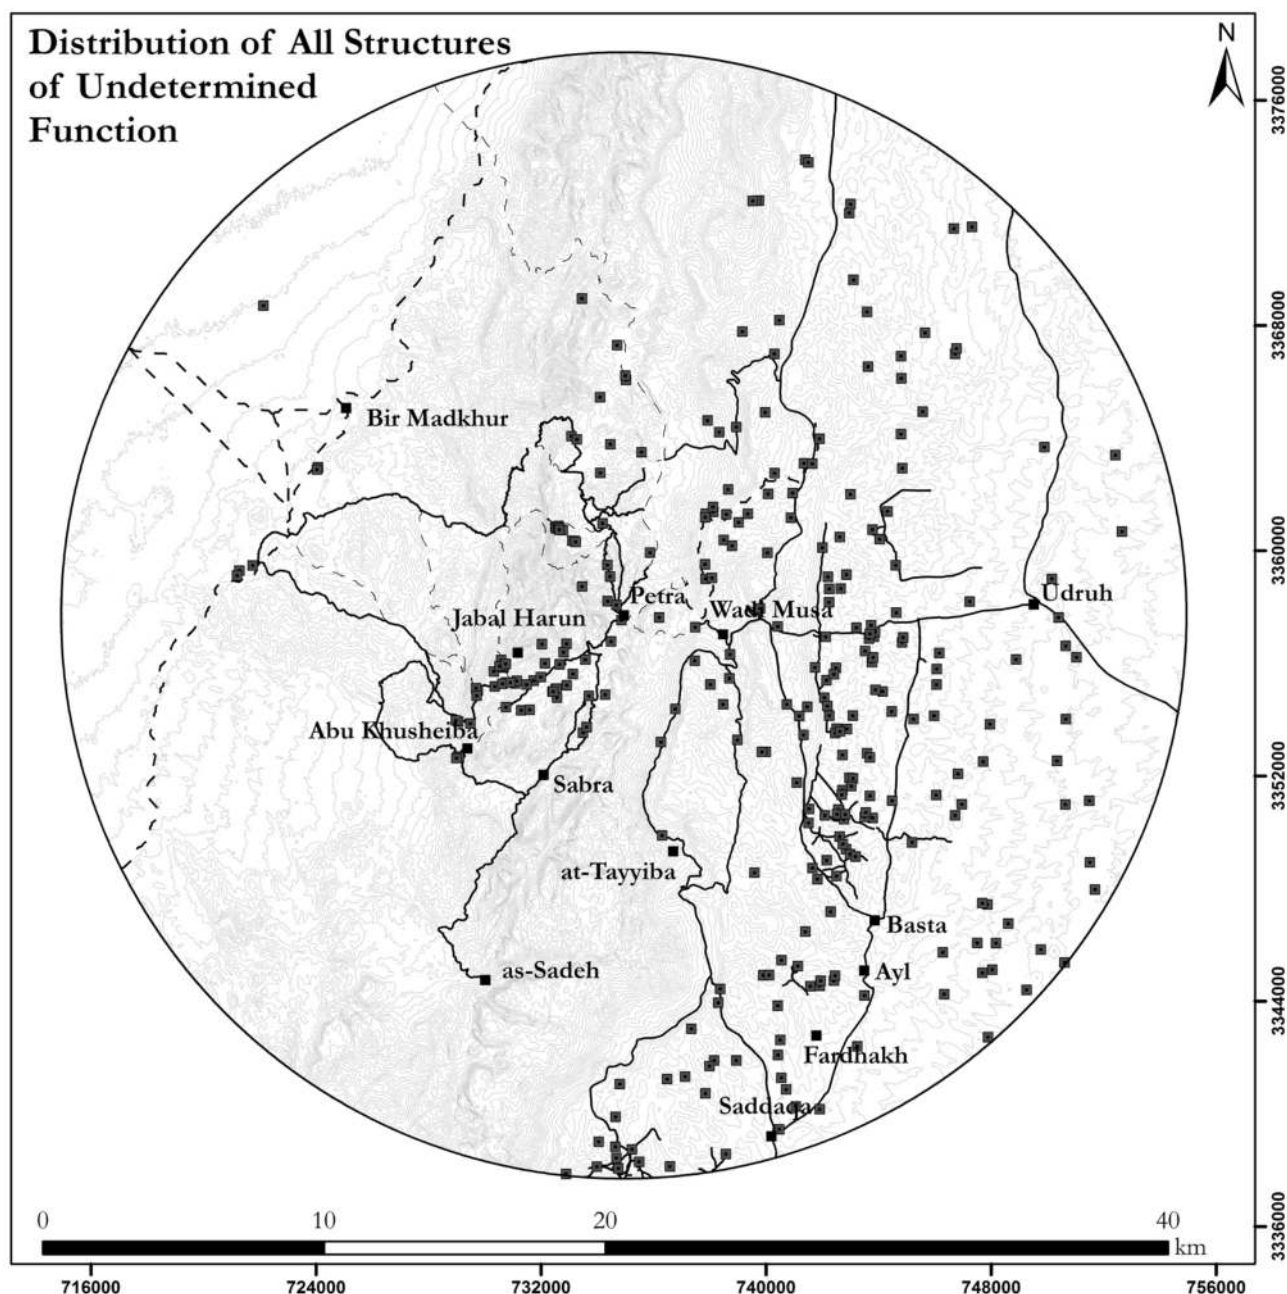 Distribution of All Structures
of Undetermined
Function
N
3376000
3368000
Bir Madkhur
3360000
Petra
Udruh
Jabal Harun
Wadi Musa
Abu Khusheiba
Sabra
3352000
at-Tayyiba
Basta
as-Sadeh
Ayl
3344000
Fardhakh
Saddaqa
0
10
20
40
km
3336000
716000
724000
732000
740000
748000
756000